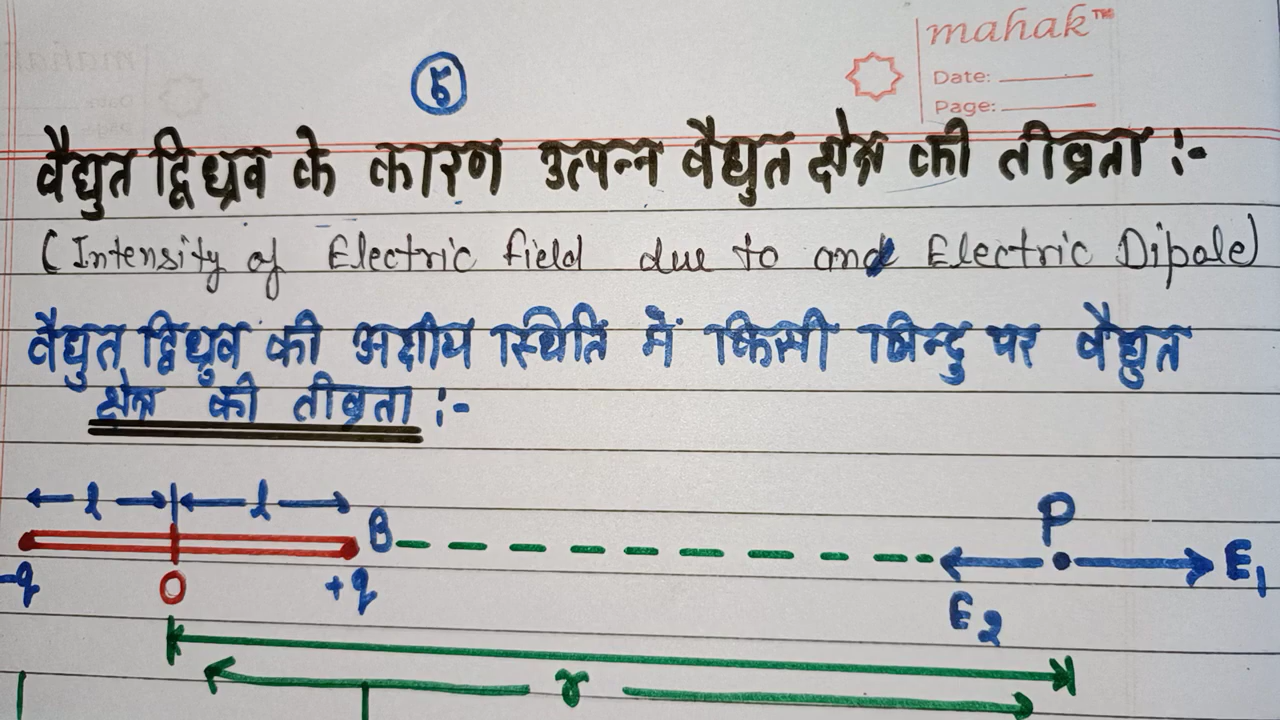 mahak™
Date:
Page:
5
वैद्युत द्विध्रुव के कारण उत्पन्न वैद्युत क्षेत्र की तीव्रता :-
(Intensity of Electric field due to and Electric Dipole)
वैद्युत द्विध्रुव की अक्षीय स्थिति में किसी बिन्दु पर वैद्युत
क्षेत्र की तीव्रता :-
l l
P
B
E₁
-q O +q
E₂
r